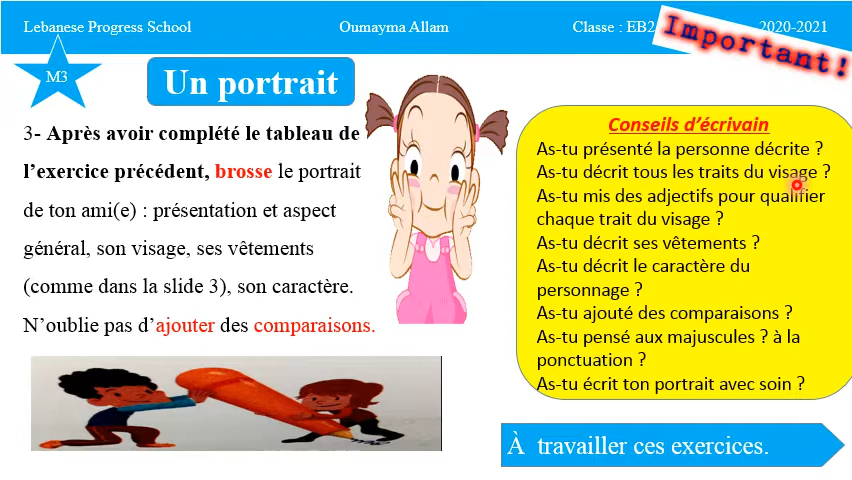 Lebanese Progress School Oumayma Allam Classe : EB2 2020-2021
Important!
M3
Un portrait
3- Après avoir complété le tableau de
l’exercice précédent, brosse le portrait
de ton ami(e) : présentation et aspect
général, son visage, ses vêtements
(comme dans la slide 3), son caractère.
N’oublie pas d’ajouter des comparaisons.
Conseils d’écrivain
As-tu présenté la personne décrite ?
As-tu décrit tous les traits du visage ?
As-tu mis des adjectifs pour qualifier
chaque trait du visage ?
As-tu décrit ses vêtements ?
As-tu décrit le caractère du
personnage ?
As-tu ajouté des comparaisons ?
As-tu pensé aux majuscules ? à la
ponctuation ?
As-tu écrit ton portrait avec soin ?
À travailler ces exercices.